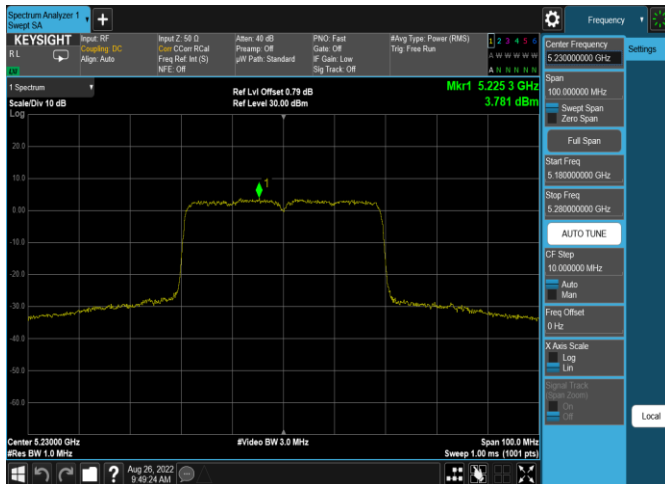 Spectrum Analyzer 1
Swept SA
+
Frequency
KEYSIGHT
RL
LW
Input: RF
Coupling: DC
Align: Auto
Input Z: 50 Ω
Corr CCorr RCal
Freq Ref: Int (S)
NFE: Off
Atten: 40 dB
Preamp: Off
µW Path: Standard
PNO: Fast
Gate: Off
IF Gain: Low
Sig Track: Off
#Avg Type: Power (RMS)
Trig: Free Run
1 2 3 4 5 6
A W W W W W
A N N N N N
1 Spectrum
Scale/Div 10 dB
Ref Lvl Offset 0.79 dB
Ref Level 30.00 dBm
Mkr1 5.225 3 GHz
3.781 dBm
Log
20.0
10.0
0.00
-10.0
-20.0
-30.0
-40.0
-50.0
-60.0
1
Center 5.23000 GHz
#Res BW 1.0 MHz
#Video BW 3.0 MHz
Span 100.0 MHz
Sweep 1.00 ms (1001 pts)
?
Aug 26, 2022
9:49:24 AM
Center Frequency
5.230000000 GHz
Settings
Span
100.000000 MHz
Swept Span
Zero Span
Full Span
Start Freq
5.180000000 GHz
Stop Freq
5.280000000 GHz
AUTO TUNE
CF Step
10.000000 MHz
Auto
Man
Freq Offset
0 Hz
X Axis Scale
Log
Lin
Signal Track
(Span Zoom)
On
Off
Local